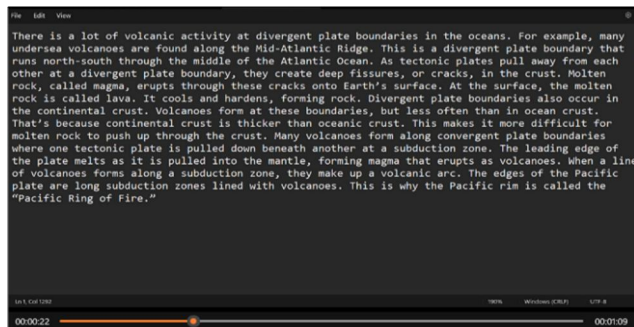 File Edit View
There is a lot of volcanic activity at divergent plate boundaries in the oceans. For example, many
undersea volcanoes are found along the Mid-Atlantic Ridge. This is a divergent plate boundary that
runs north-south through the middle of the Atlantic Ocean. As tectonic plates pull away from each
other at a divergent plate boundary, they create deep fissures, or cracks, in the crust. Molten
rock, called magma, erupts through these cracks onto Earth’s surface. At the surface, the molten
rock is called lava. It cools and hardens, forming rock. Divergent plate boundaries also occur in
the continental crust. Volcanoes form at these boundaries, but less often than in ocean crust.
That’s because continental crust is thicker than oceanic crust. This makes it more difficult for
molten rock to push up through the crust. Many volcanoes form along convergent plate boundaries
where one tectonic plate is pulled down beneath another at a subduction zone. The leading edge of
the plate melts as it is pulled into the mantle, forming magma that erupts as volcanoes. When a line
of volcanoes forms along a subduction zone, they make up a volcanic arc. The edges of the Pacific
plate are long subduction zones lined with volcanoes. This is why the Pacific rim is called the
“Pacific Ring of Fire.”
Ln 1, Col 1292 190% Windows (CRLF) UTF-8
00:00:22 00:01:09